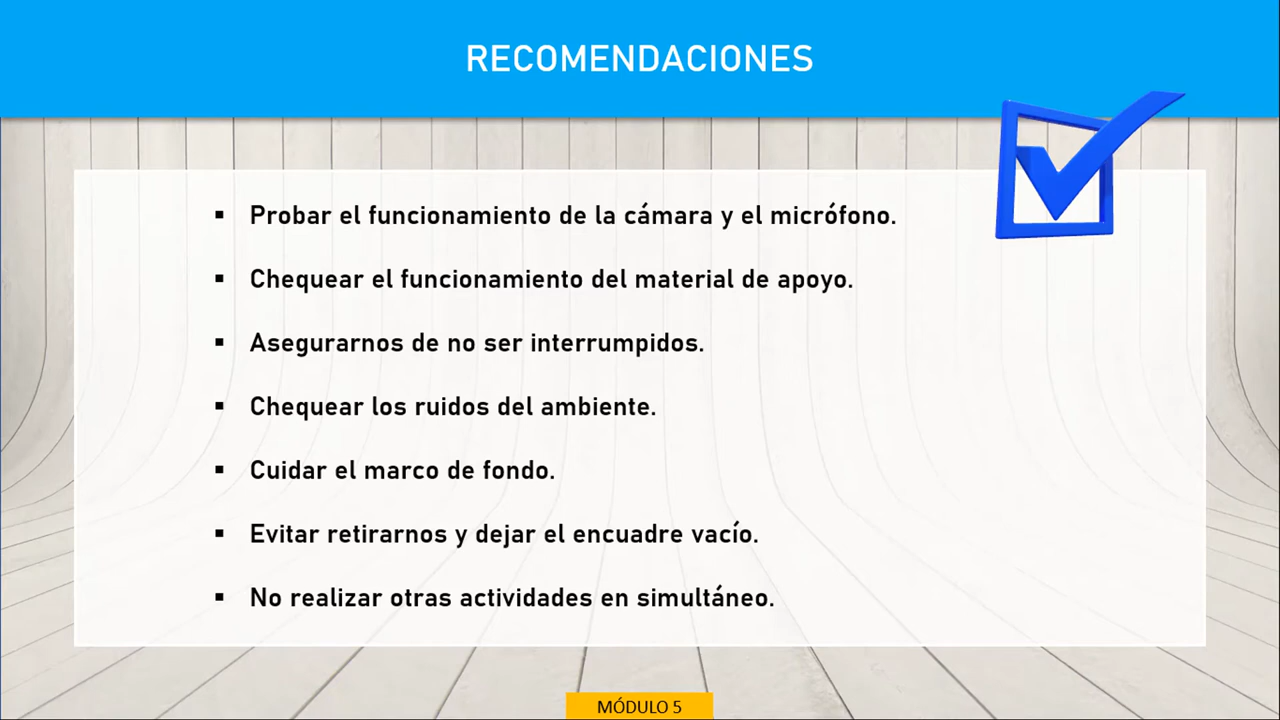 RECOMENDACIONES
▪ Probar el funcionamiento de la cámara y el micrófono.
▪ Chequear el funcionamiento del material de apoyo.
▪ Asegurarnos de no ser interrumpidos.
▪ Chequear los ruidos del ambiente.
▪ Cuidar el marco de fondo.
▪ Evitar retirarnos y dejar el encuadre vacío.
▪ No realizar otras actividades en simultáneo.
MÓDULO 5